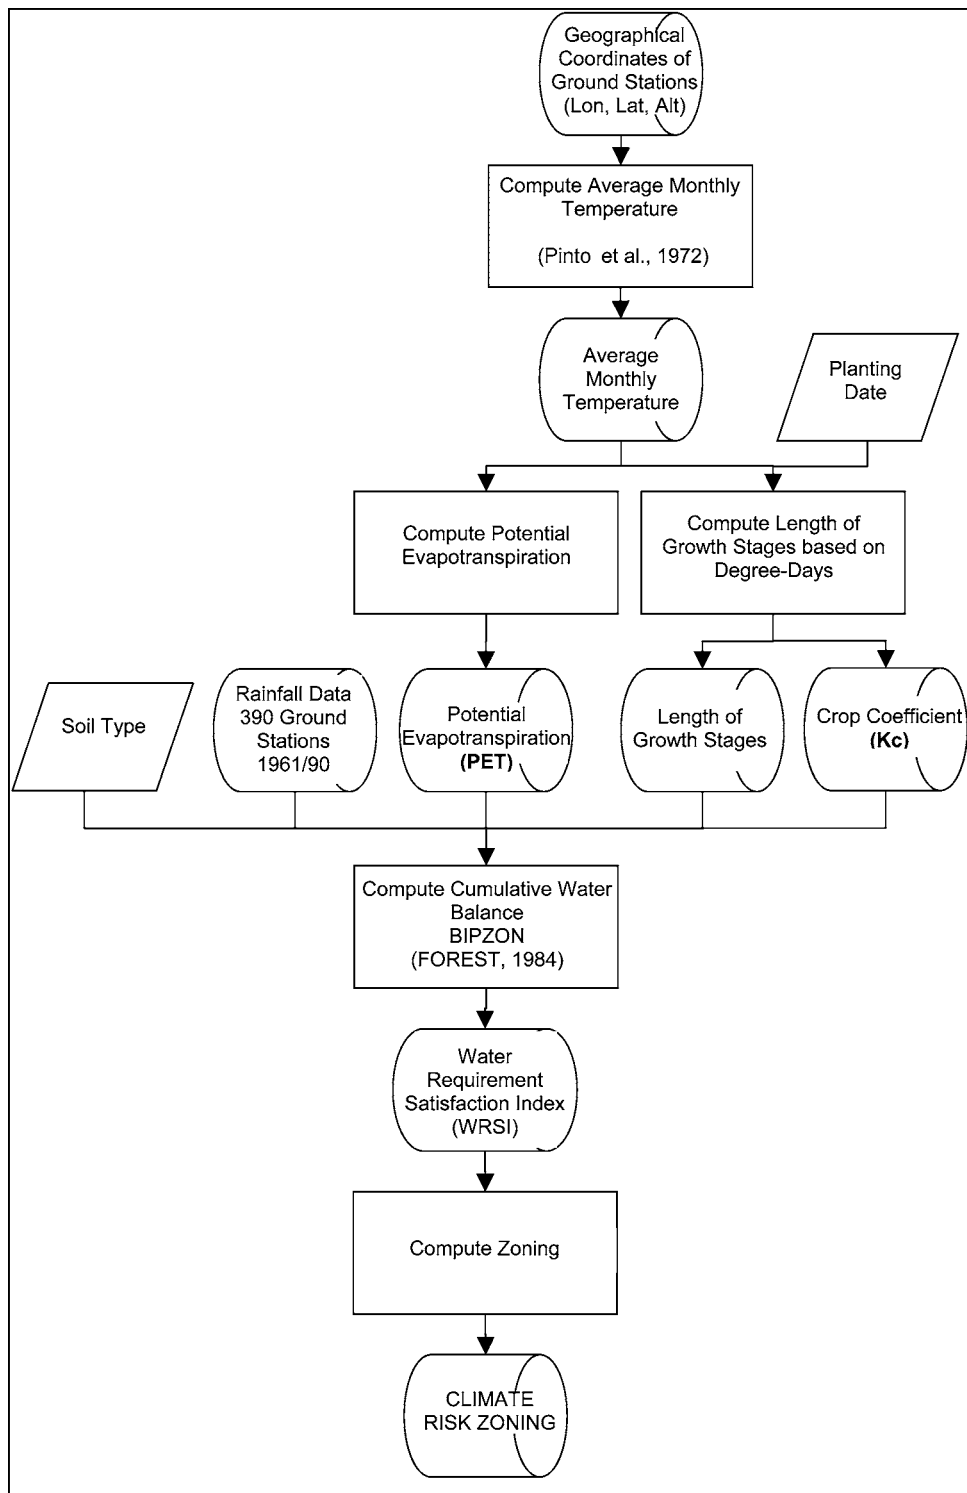 Geographical
Coordinates of
Ground Stations
(Lon, Lat, Alt)
Compute Average Monthly
Temperature
(Pinto et al., 1972)
Average
Monthly
Temperature
Planting
Date
Compute Potential
Evapotranspiration
Compute Length of
Growth Stages based on
Degree-Days
Soil Type
Rainfall Data
390 Ground
Stations
1961/90
Potential
Evapotranspiration
(PET)
Length of
Growth Stages
Crop Coefficient
(Kc)
Compute Cumulative Water
Balance
BIPZON
(FOREST, 1984)
Water
Requirement
Satisfaction Index
(WRSI)
Compute Zoning
CLIMATE
RISK ZONING